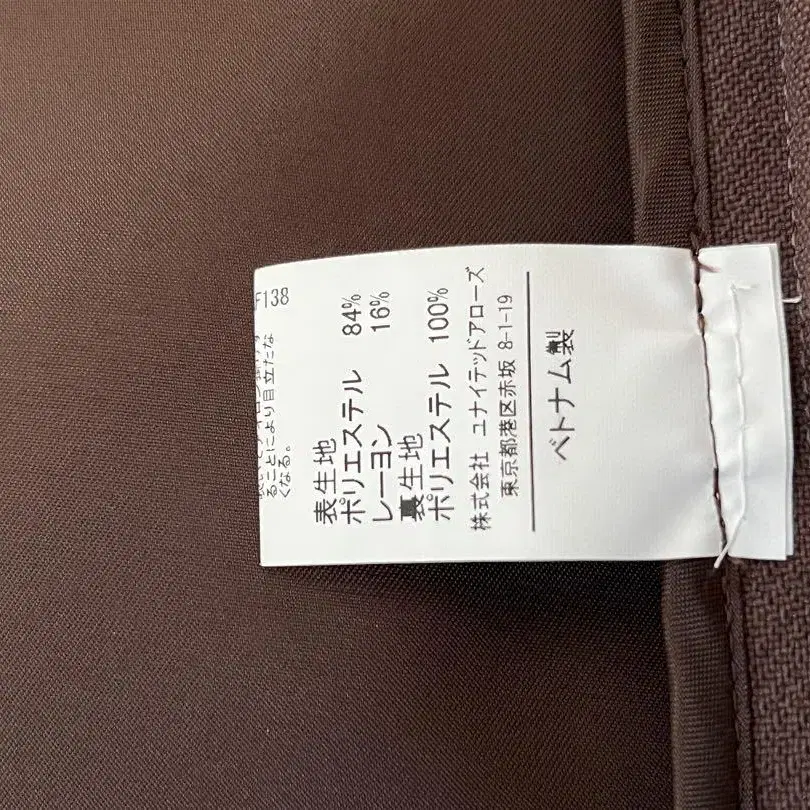 F138
ることにより目立たな
くなる。
表生地
ポリエステル 84%
レーヨン 16%
裏生地
ポリエステル 100%
株式会社 ユナイテッドアローズ
東京都港区赤坂 8-1-19
ベトナム製